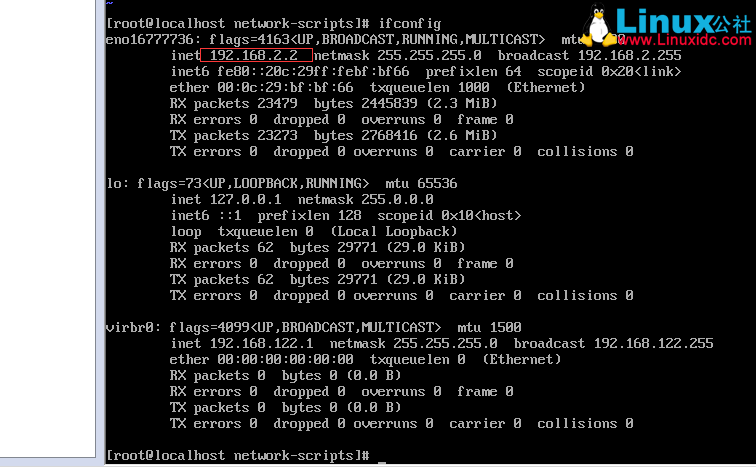 [root@localhost network-scripts]# ifconfig
eno16777736: flags=4163<UP,BROADCAST,RUNNING,MULTICAST>  mtu
        inet 192.168.2.2  netmask 255.255.255.0  broadcast 192.168.2.255
        inet6 fe80::20c:29ff:febf:bf66  prefixlen 64  scopeid 0x20<link>
        ether 00:0c:29:bf:bf:66  txqueuelen 1000  (Ethernet)
        RX packets 23479  bytes 2445839 (2.3 MiB)
        RX errors 0  dropped 0  overruns 0  frame 0
        TX packets 23273  bytes 2768416 (2.6 MiB)
        TX errors 0  dropped 0 overruns 0  carrier 0  collisions 0
lo: flags=73<UP,LOOPBACK,RUNNING>  mtu 65536
        inet 127.0.0.1  netmask 255.0.0.0
        inet6 ::1  prefixlen 128  scopeid 0x10<host>
        loop  txqueuelen 0  (Local Loopback)
        RX packets 62  bytes 29771 (29.0 KiB)
        RX errors 0  dropped 0  overruns 0  frame 0
        TX packets 62  bytes 29771 (29.0 KiB)
        TX errors 0  dropped 0 overruns 0  carrier 0  collisions 0
virbr0: flags=4099<UP,BROADCAST,MULTICAST>  mtu 1500
        inet 192.168.122.1  netmask 255.255.255.0  broadcast 192.168.122.255
        ether 00:00:00:00:00:00  txqueuelen 0  (Ethernet)
        RX packets 0  bytes 0 (0.0 B)
        RX errors 0  dropped 0  overruns 0  frame 0
        TX packets 0  bytes 0 (0.0 B)
        TX errors 0  dropped 0 overruns 0  carrier 0  collisions 0
[root@localhost network-scripts]# _
Linux公社
www.Linuxidc.com